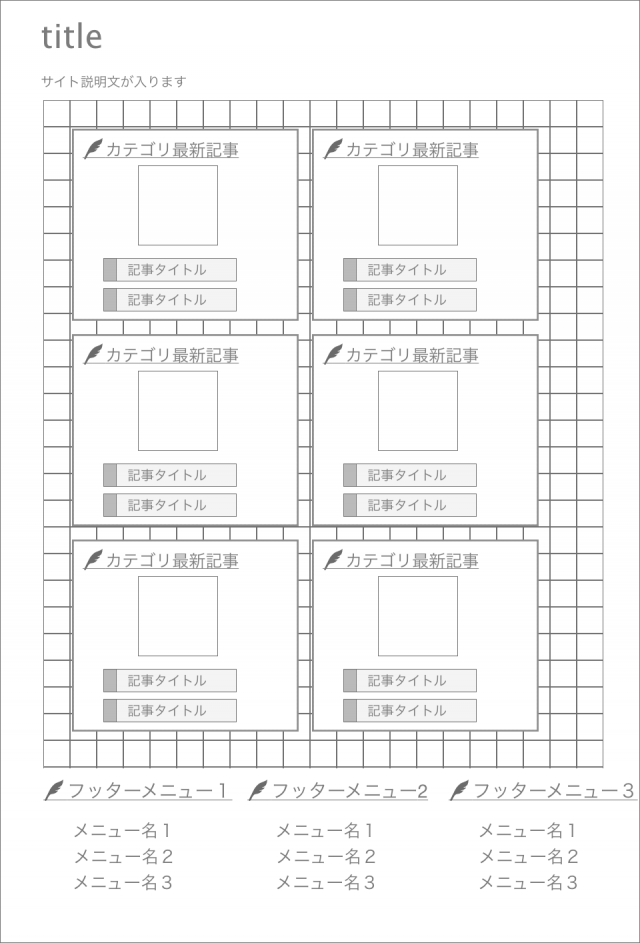 title
サイト説明文が入ります
カテゴリ最新記事
記事タイトル
記事タイトル
カテゴリ最新記事
記事タイトル
記事タイトル
カテゴリ最新記事
記事タイトル
記事タイトル
カテゴリ最新記事
記事タイトル
記事タイトル
カテゴリ最新記事
記事タイトル
記事タイトル
カテゴリ最新記事
記事タイトル
記事タイトル
フッターメニュー１
メニュー名１
メニュー名２
メニュー名３
フッターメニュー2
メニュー名１
メニュー名２
メニュー名３
フッターメニュー３
メニュー名１
メニュー名２
メニュー名３